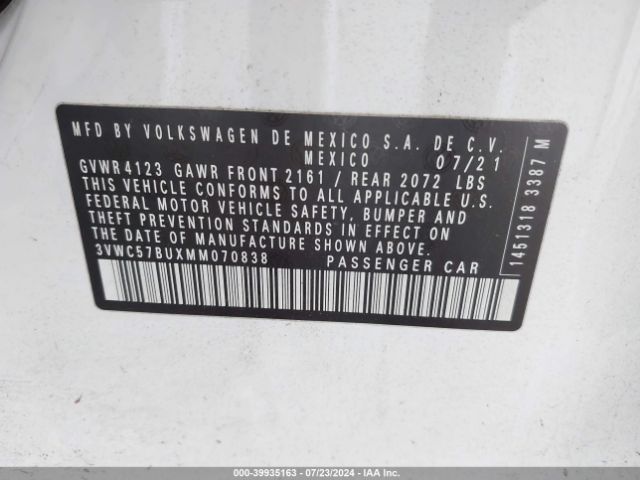 MFD BY VOLKSWAGEN DE MEXICO S.A. DE C.V.
MEXICO 07/21
GVWR 4123 GAWR FRONT 2161 / REAR 2072 LBS
THIS VEHICLE CONFORMS TO ALL APPLICABLE U.S.
FEDERAL MOTOR VEHICLE SAFETY, BUMPER AND
THEFT PREVENTION STANDARDS IN EFFECT ON
THE DATE OF MANUFACTURE SHOWN ABOVE.
3VWC57BUXMM070838 PASSENGER CAR
1451318 3387 M
© - 39935163 - 07/23/2024 - IAA Inc.